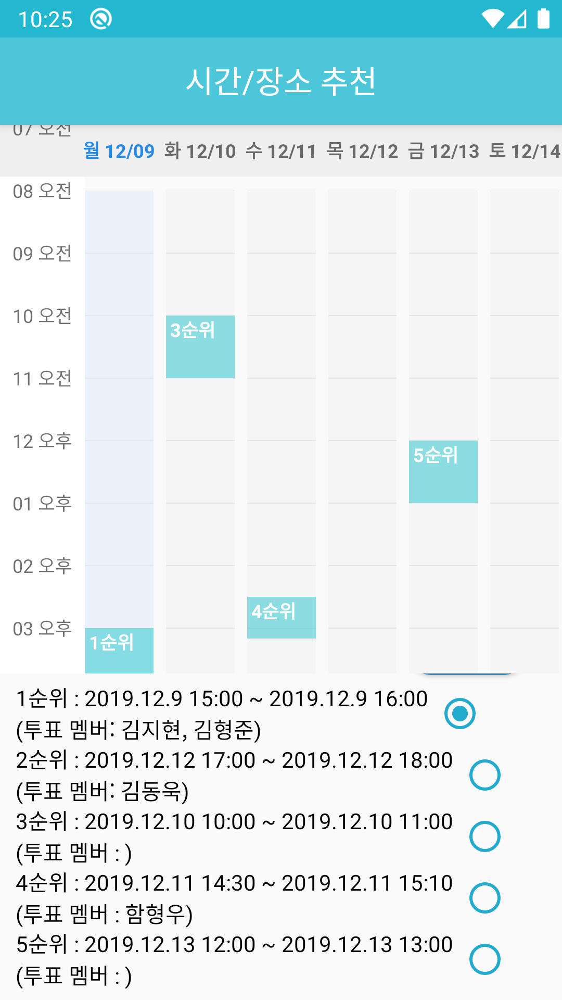 10:25
시간/장소 추천
07 오전
월 12/09 화 12/10 수 12/11 목 12/12 금 12/13 토 12/14
08 오전
09 오전
10 오전
3순위
11 오전
12 오후
5순위
01 오후
02 오후
4순위
03 오후
1순위
1순위 : 2019.12.9 15:00 ~ 2019.12.9 16:00
(투표 멤버: 김지현, 김형준)
2순위 : 2019.12.12 17:00 ~ 2019.12.12 18:00
(투표 멤버: 김동욱)
3순위 : 2019.12.10 10:00 ~ 2019.12.10 11:00
(투표 멤버 : )
4순위 : 2019.12.11 14:30 ~ 2019.12.11 15:10
(투표 멤버 : 함형우)
5순위 : 2019.12.13 12:00 ~ 2019.12.13 13:00
(투표 멤버 : )